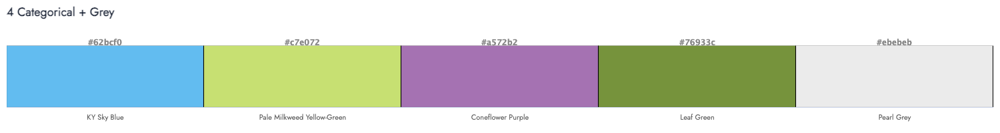 4 Categorical + Grey
#62bcf0 #c7e072 #a572b2 #76933c #ebebeb
KY Sky Blue Pale Milkweed Yellow-Green Coneflower Purple Leaf Green Pearl Grey